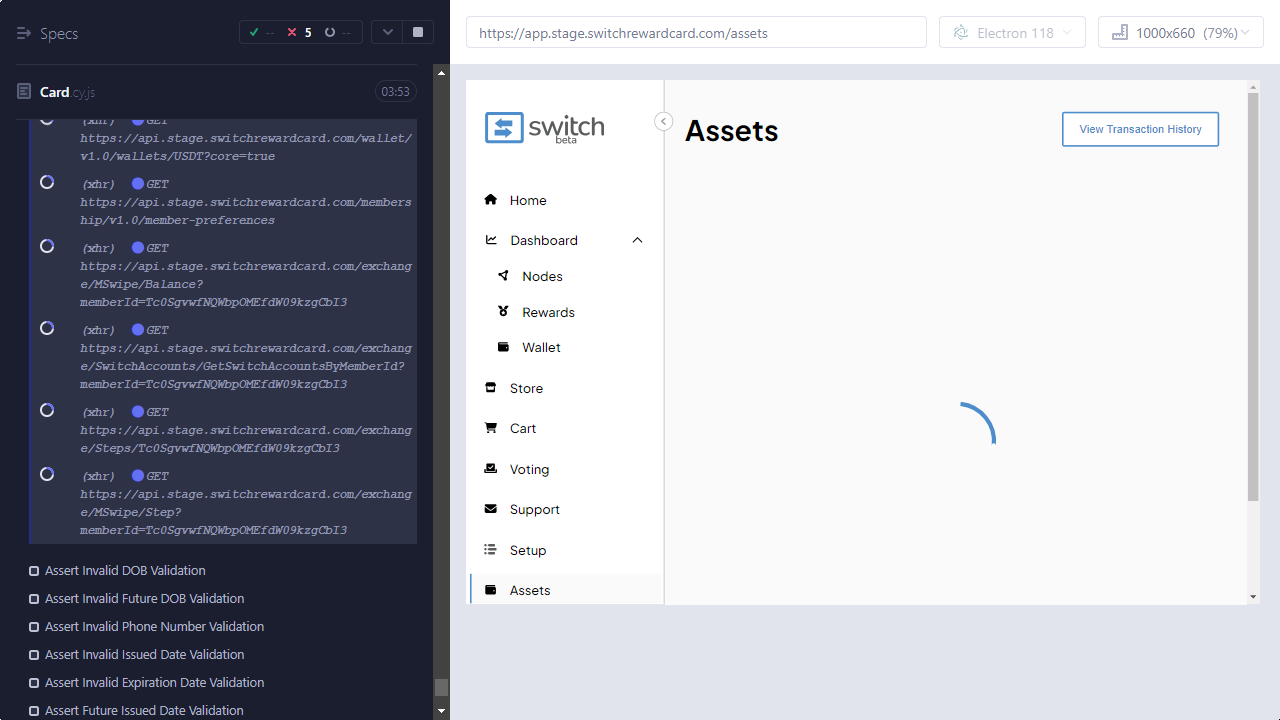 Specs
--
5
--
Card.cy.js
03:53
(xhr) GET
https://api.stage.switchrewardcard.com/wallet/
v1.0/wallets/USDT?core=true
(xhr) GET
https://api.stage.switchrewardcard.com/members
hip/v1.0/member-preferences
(xhr) GET
https://api.stage.switchrewardcard.com/exchang
e/MSwipe/Balance?
memberId=Tc0SgvwfNQWbpOMEfdW09kzgCbI3
(xhr) GET
https://api.stage.switchrewardcard.com/exchang
e/SwitchAccounts/GetSwitchAccountsByMemberId?
memberId=Tc0SgvwfNQWbpOMEfdW09kzgCbI3
(xhr) GET
https://api.stage.switchrewardcard.com/exchang
e/Steps/Tc0SgvwfNQWbpOMEfdW09kzgCbI3
(xhr) GET
https://api.stage.switchrewardcard.com/exchang
e/MSwipe/Step?
memberId=Tc0SgvwfNQWbpOMEfdW09kzgCbI3
Assert Invalid DOB Validation
Assert Invalid Future DOB Validation
Assert Invalid Phone Number Validation
Assert Invalid Issued Date Validation
Assert Invalid Expiration Date Validation
Assert Future Issued Date Validation
https://app.stage.switchrewardcard.com/assets
Electron 118
1000x660 (79%)
switch
beta
Home
Dashboard
Nodes
Rewards
Wallet
Store
Cart
Voting
Support
Setup
Assets
Assets
View Transaction History